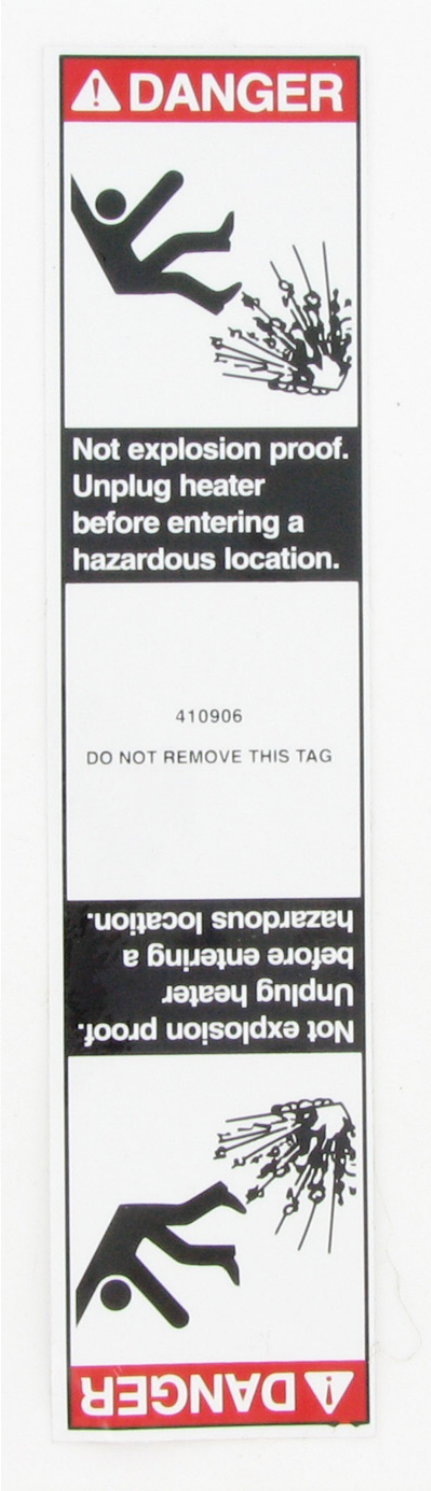 DANGER
Not explosion proof.
Unplug heater
before entering a
hazardous location.
410906
DO NOT REMOVE THIS TAG
Not explosion proof.
Unplug heater
before entering a
hazardous location.
DANGER